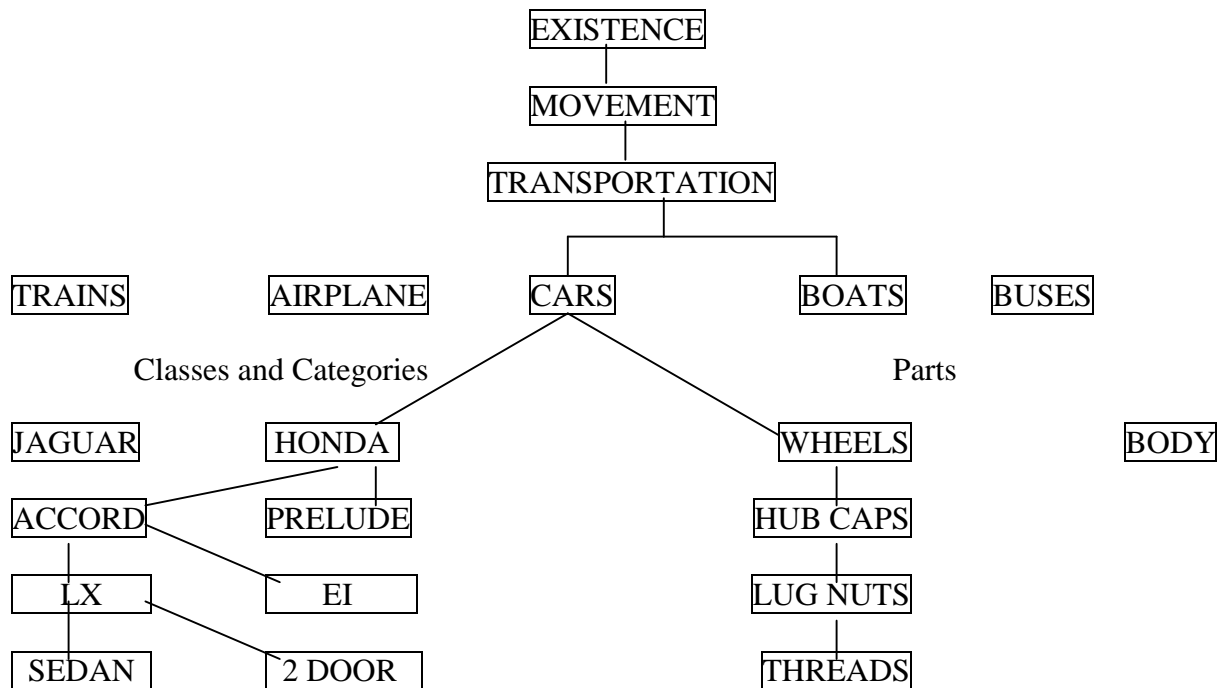 EXISTENCE
MOVEMENT
TRANSPORTATION
TRAINS AIRPLANE CARS BOATS BUSES
Classes and Categories Parts
JAGUAR HONDA WHEELS BODY
ACCORD PRELUDE HUB CAPS
LX EI LUG NUTS
SEDAN 2 DOOR THREADS